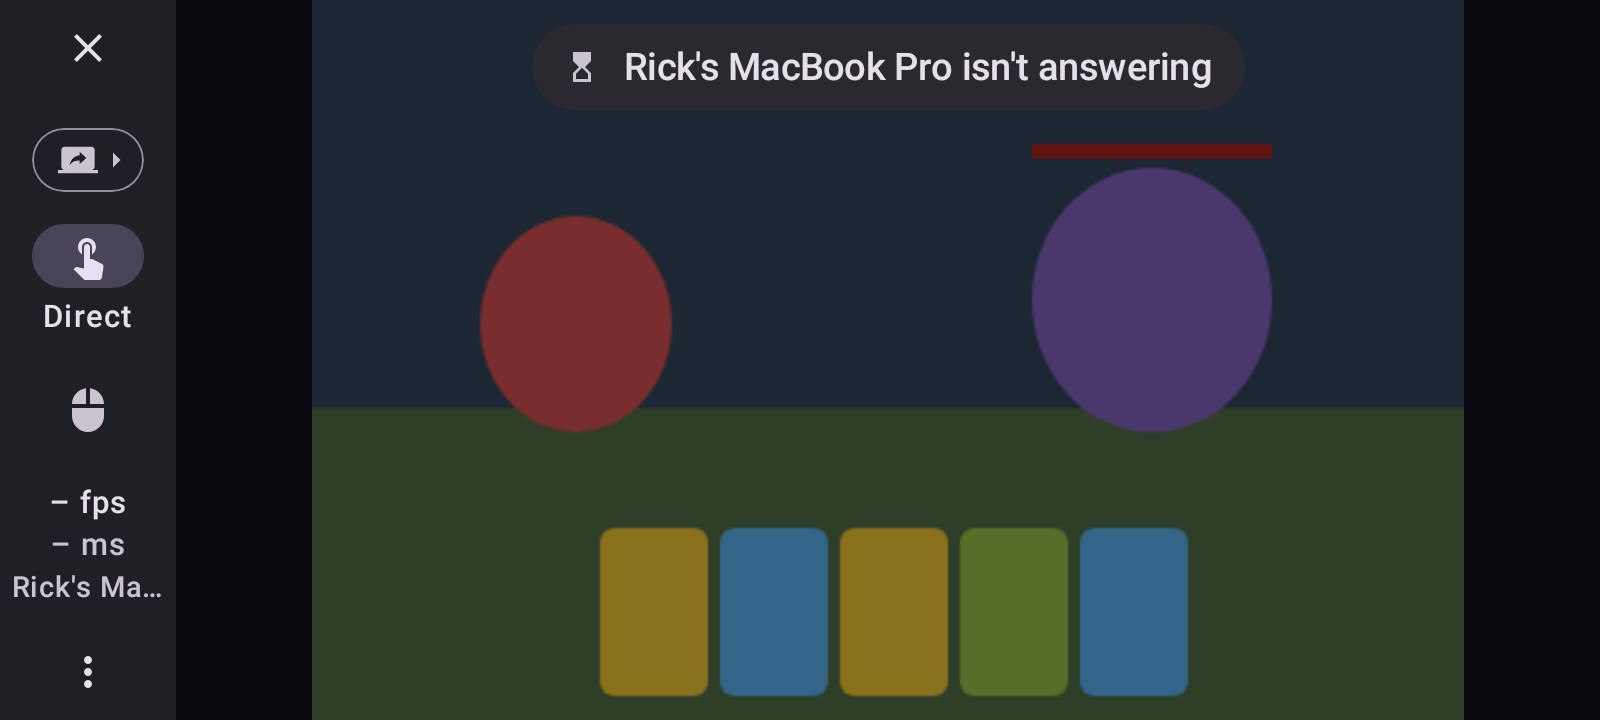 Rick's MacBook Pro isn't answering
Direct
– fps
– ms
Rick's Ma...